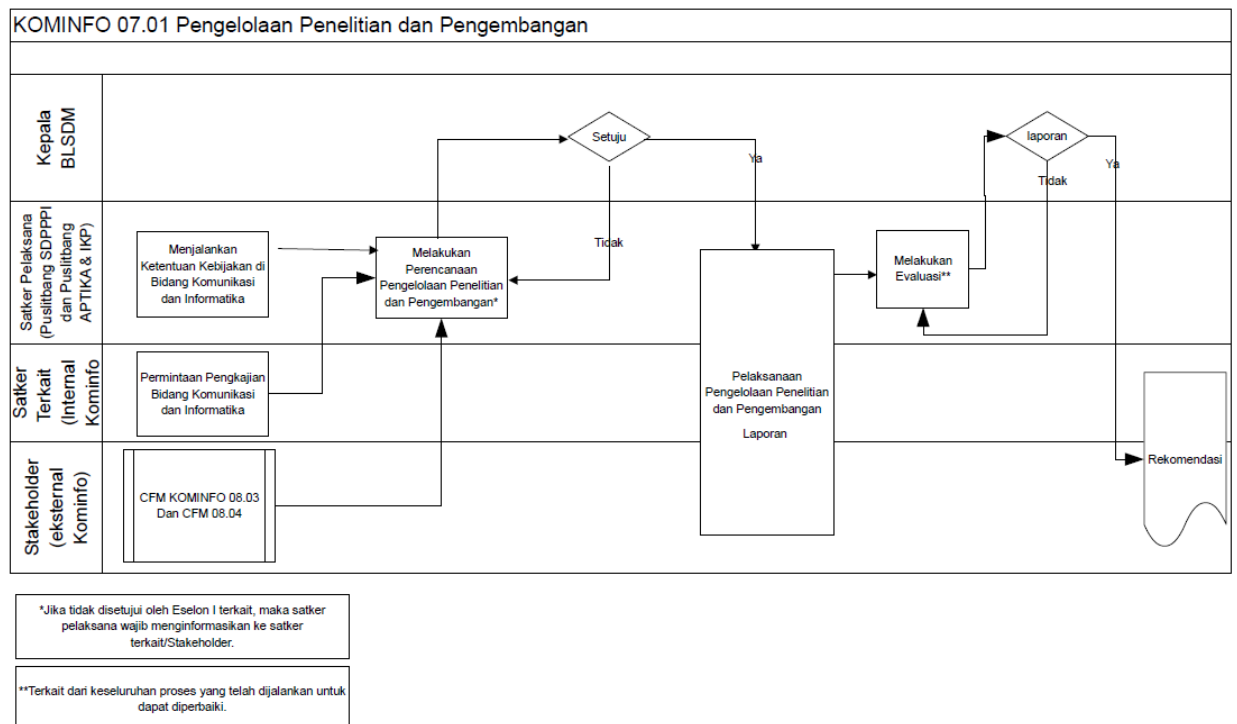 KOMINFO 07.01 Pengelolaan Penelitian dan Pengembangan
Kepala
BLSDM
Setuju
Ya
Tidak
laporan
Ya
Tidak
Satker Pelaksana
(Puslitbang SDPPPI
dan Puslitbang
APTIKA & IKP)
Menjalankan
Ketentuan Kebijakan di
Bidang Komunikasi
dan Informatika
Melakukan
Perencanaan
Pengelolaan Penelitian
dan Pengembangan*
Melakukan
Evaluasi**
Satker
Terkait
(Internal
Kominfo
Permintaan Pengkajian
Bidang Komunikasi
dan Informatika
Pelaksanaan
Pengelolaan Penelitian
dan Pengembangan
Laporan
Stakeholder
(eksternal
Kominfo)
CFM KOMINFO 08.03
Dan CFM 08.04
Rekomendasi
*Jika tidak disetujui oleh Eselon I terkait, maka satker
pelaksana wajib menginformasikan ke satker
terkait/Stakeholder.
**Terkait dari keseluruhan proses yang telah dijalankan untuk
dapat diperbaiki.